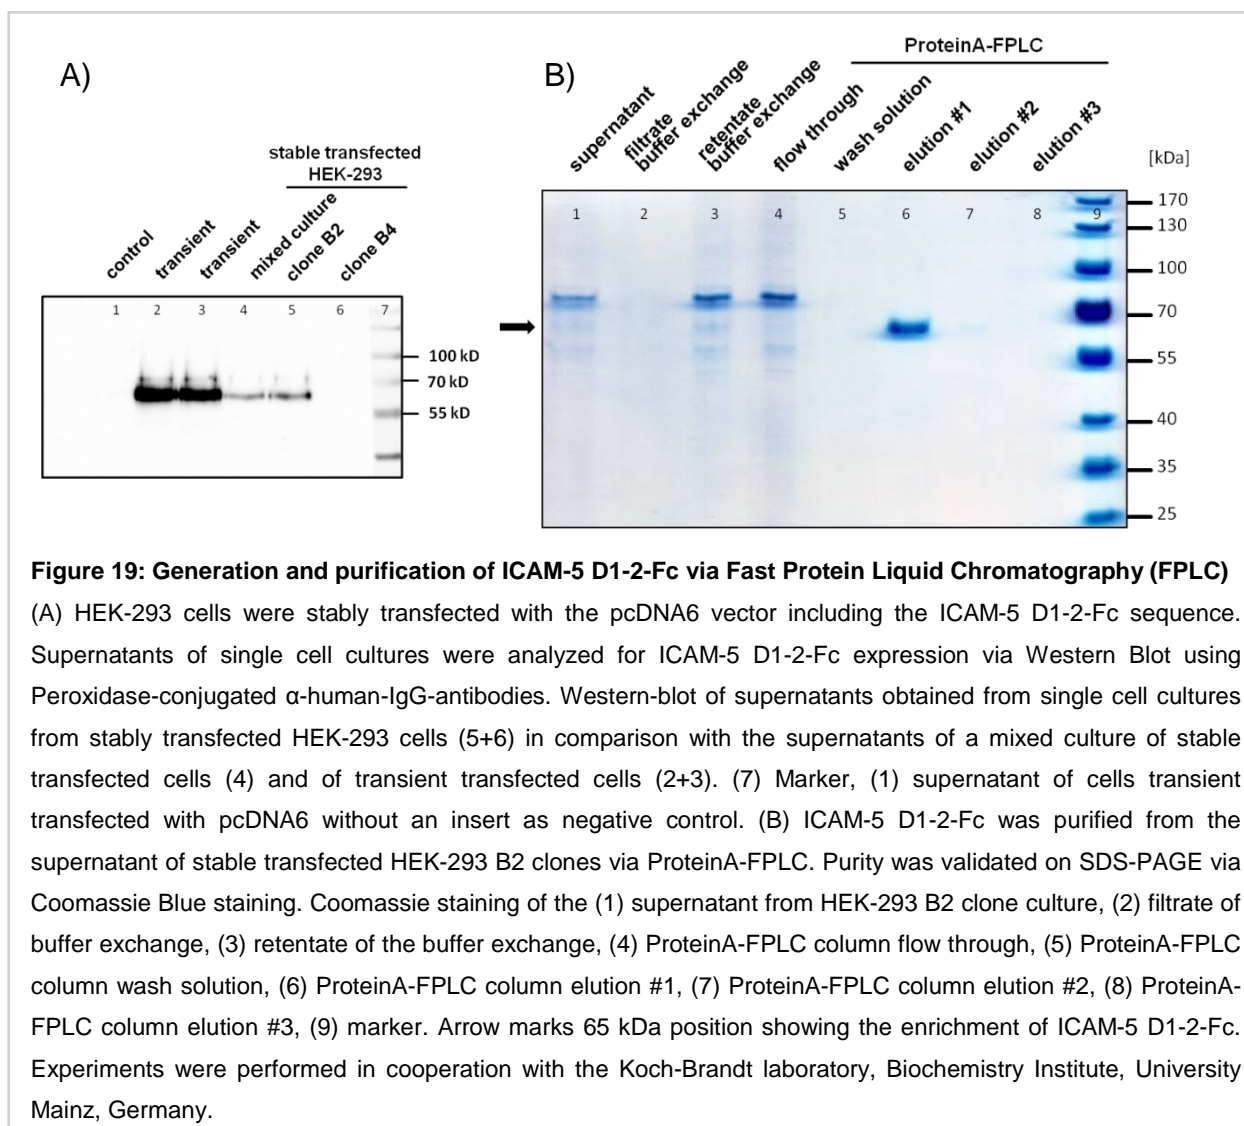 A)
stable transfected
HEK-293
control
transient
transient
mixed culture
clone B2
clone B4
1 2 3 4 5 6 7
100 kD
70 kD
55 kD
B)
ProteinA-FPLC
supernatant
filtrate
buffer exchange
retentate
buffer exchange
flow through
wash solution
elution #1
elution #2
elution #3
[kDa]
1 2 3 4 5 6 7 8 9
170
130
100
70
55
40
35
25
Figure 19: Generation and purification of ICAM-5 D1-2-Fc via Fast Protein Liquid Chromatography (FPLC)
(A) HEK-293 cells were stably transfected with the pcDNA6 vector including the ICAM-5 D1-2-Fc sequence.
Supernatants of single cell cultures were analyzed for ICAM-5 D1-2-Fc expression via Western Blot using
Peroxidase-conjugated α-human-IgG-antibodies. Western-blot of supernatants obtained from single cell cultures
from stably transfected HEK-293 cells (5+6) in comparison with the supernatants of a mixed culture of stable
transfected cells (4) and of transient transfected cells (2+3). (7) Marker, (1) supernatant of cells transient
transfected with pcDNA6 without an insert as negative control. (B) ICAM-5 D1-2-Fc was purified from the
supernatant of stable transfected HEK-293 B2 clones via ProteinA-FPLC. Purity was validated on SDS-PAGE via
Coomassie Blue staining. Coomassie staining of the (1) supernatant from HEK-293 B2 clone culture, (2) filtrate of
buffer exchange, (3) retentate of the buffer exchange, (4) ProteinA-FPLC column flow through, (5) ProteinA-FPLC
column wash solution, (6) ProteinA-FPLC column elution #1, (7) ProteinA-FPLC column elution #2, (8) ProteinA-
FPLC column elution #3, (9) marker. Arrow marks 65 kDa position showing the enrichment of ICAM-5 D1-2-Fc.
Experiments were performed in cooperation with the Koch-Brandt laboratory, Biochemistry Institute, University
Mainz, Germany.